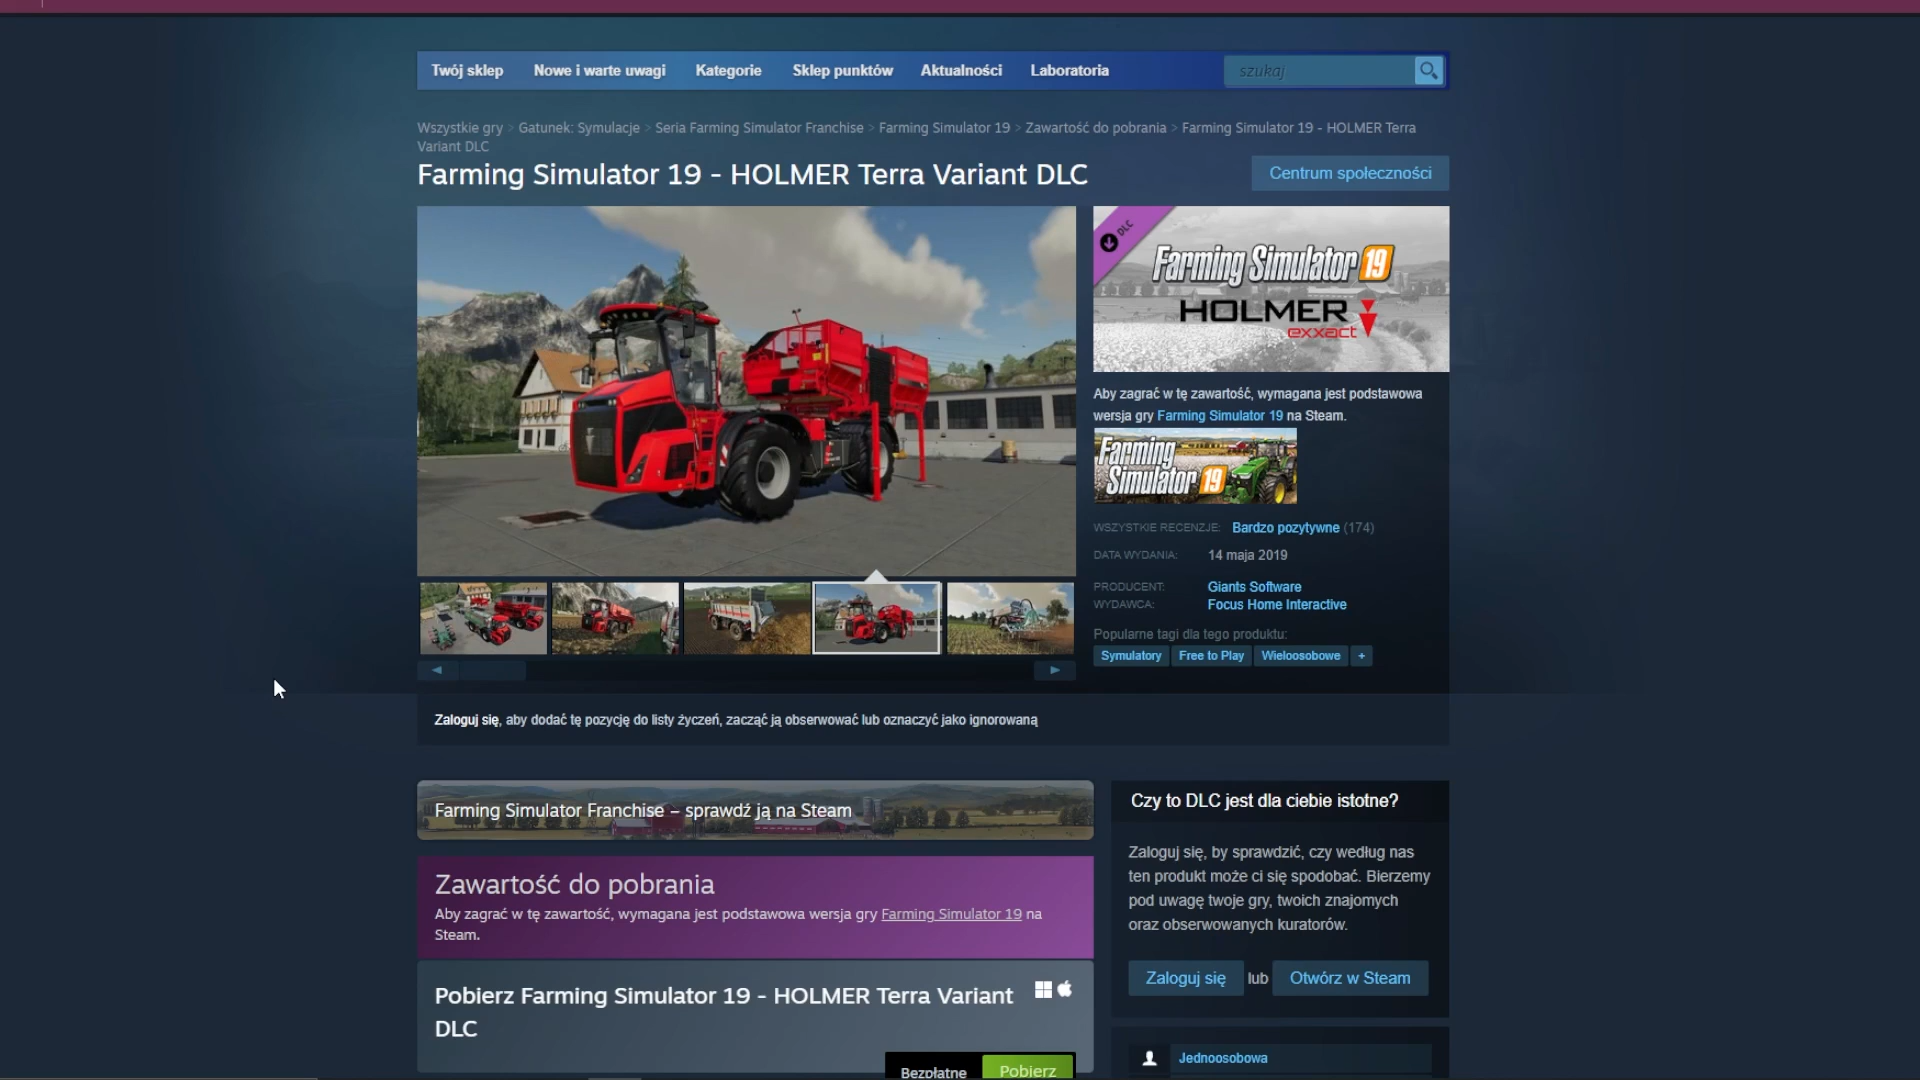 Twój sklep
Nowe i warte uwagi
Kategorie
Sklep punktów
Aktualności
Laboratoria
szukaj
Wszystkie gry > Gatunek: Symulacje > Seria Farming Simulator Franchise > Farming Simulator 19 > Zawartość do pobrania > Farming Simulator 19 - HOLMER Terra
Variant DLC
Farming Simulator 19 - HOLMER Terra Variant DLC
Centrum społeczności
DLC
Farming Simulator 19
HOLMER
exxact
Aby zagrać w tę zawartość, wymagana jest podstawowa
wersja gry Farming Simulator 19 na Steam.
Farming
Simulator 19
WSZYSTKIE RECENZJE: Bardzo pozytywne (174)
DATA WYDANIA: 14 maja 2019
PRODUCENT: Giants Software
WYDAWCA: Focus Home Interactive
Popularne tagi dla tego produktu:
Symulatory
Free to Play
Wieloosobowe
+
Zaloguj się, aby dodać tę pozycję do listy życzeń, zacząć ją obserwować lub oznaczyć jako ignorowaną
Farming Simulator Franchise – sprawdź ją na Steam
Zawartość do pobrania
Aby zagrać w tę zawartość, wymagana jest podstawowa wersja gry Farming Simulator 19 na
Steam.
Pobierz Farming Simulator 19 - HOLMER Terra Variant
DLC
Bezpłatne
Pobierz
Czy to DLC jest dla ciebie istotne?
Zaloguj się, by sprawdzić, czy według nas
ten produkt może ci się spodobać. Bierzemy
pod uwagę twoje gry, twoich znajomych
oraz obserwowanych kuratorów.
Zaloguj się lub Otwórz w Steam
Jednoosobowa